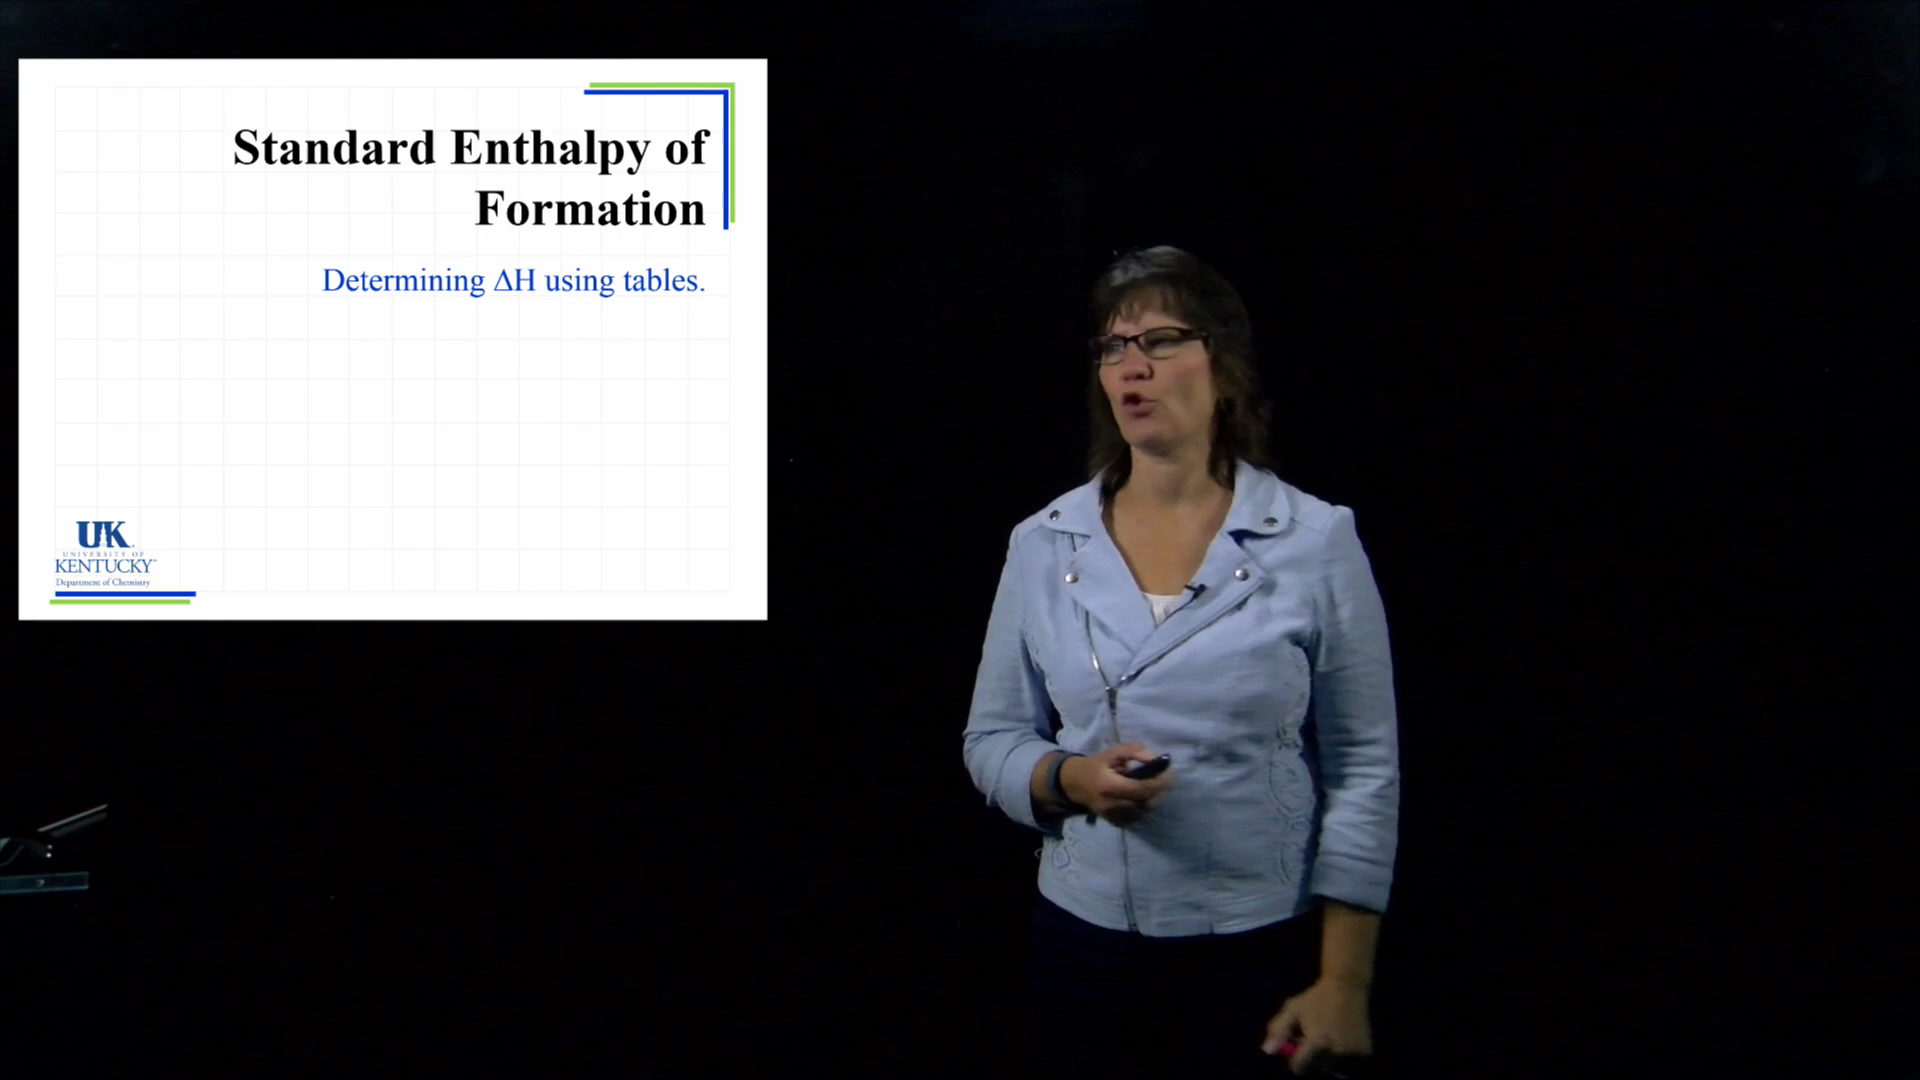 Standard Enthalpy of
Formation
Determining ΔH using tables.
UK
UNIVERSITY OF
KENTUCKY
Department of Chemistry